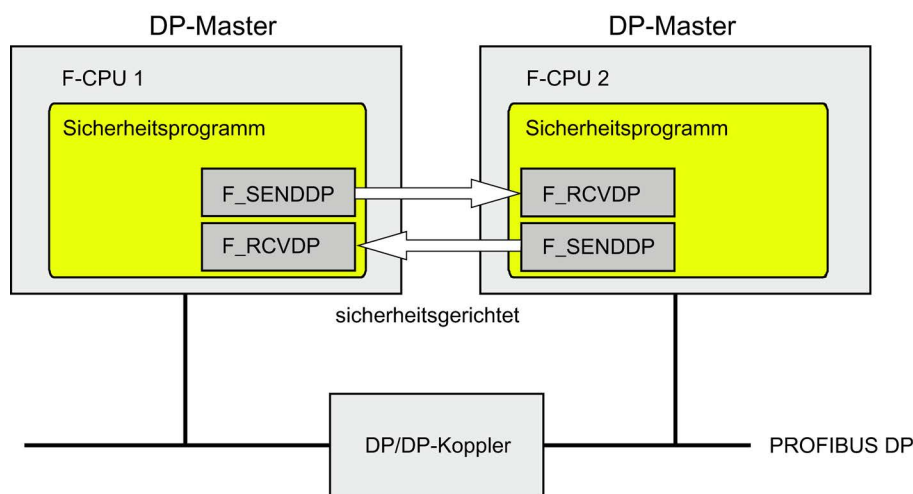 DP-Master
DP-Master
F-CPU 1
F-CPU 2
Sicherheitsprogramm
Sicherheitsprogramm
F_SENDDP
F_RCVDP
F_RCVDP
F_SENDDP
sicherheitsgerichtet
DP/DP-Koppler
PROFIBUS DP